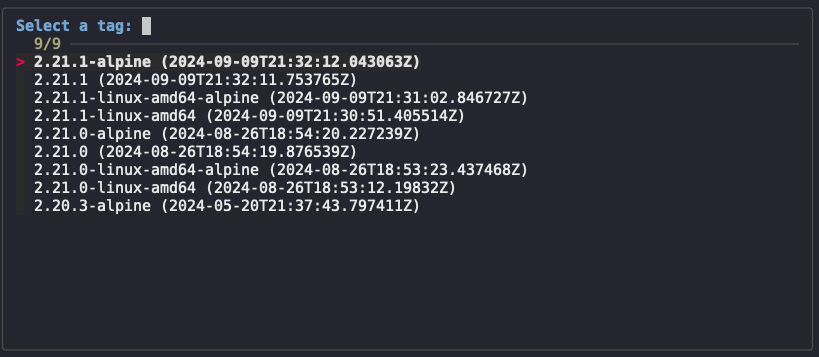 Select a tag:
9/9
> 2.21.1-alpine (2024-09-09T21:32:12.043063Z)
2.21.1 (2024-09-09T21:32:11.753765Z)
2.21.1-linux-amd64-alpine (2024-09-09T21:31:02.846727Z)
2.21.1-linux-amd64 (2024-09-09T21:30:51.405514Z)
2.21.0-alpine (2024-08-26T18:54:20.227239Z)
2.21.0 (2024-08-26T18:54:19.876539Z)
2.21.0-linux-amd64-alpine (2024-08-26T18:53:23.437468Z)
2.21.0-linux-amd64 (2024-08-26T18:53:12.19832Z)
2.20.3-alpine (2024-05-20T21:37:43.797411Z)